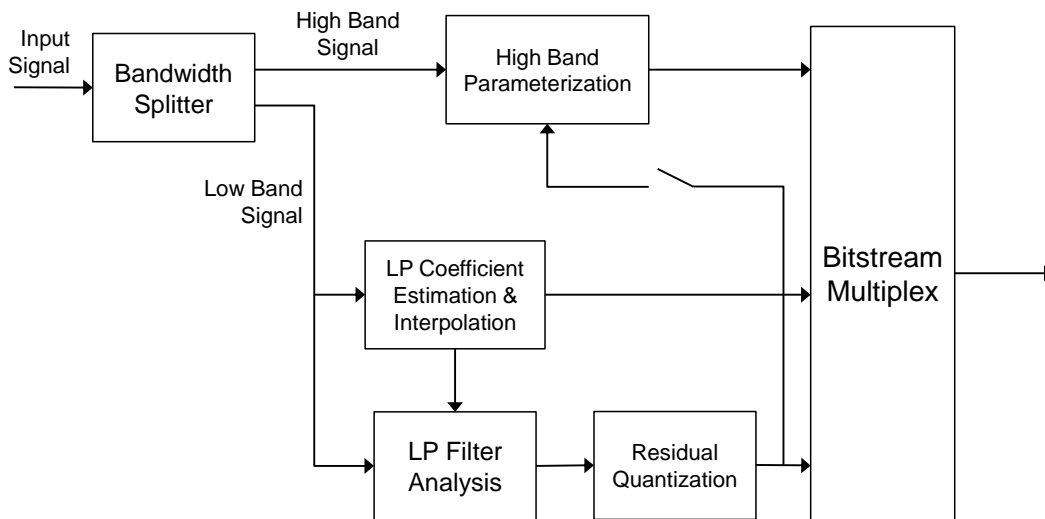 Input
Signal
Bandwidth
Splitter
High Band
Signal
High Band
Parameterization
Low Band
Signal
LP Coefficient
Estimation &
Interpolation
LP Filter
Analysis
Residual
Quantization
Bitstream
Multiplex